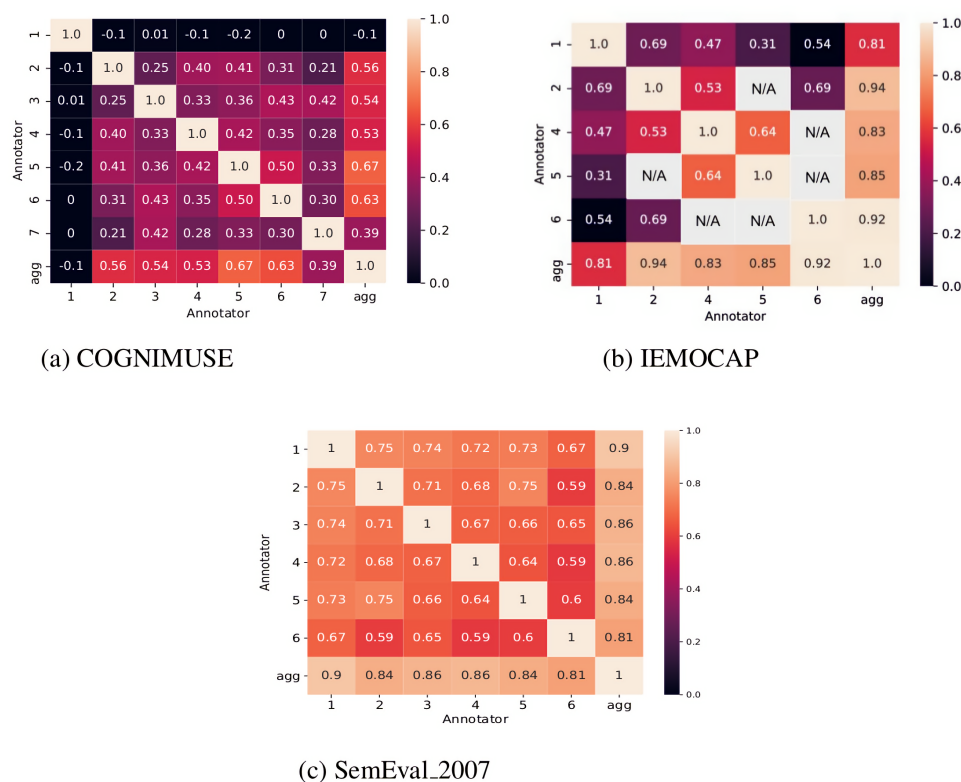 1 1.0 -0.1 0.01 -0.1 -0.2 0 0 -0.1
2 -0.1 1.0 0.25 0.40 0.41 0.31 0.21 0.56
3 0.01 0.25 1.0 0.33 0.36 0.43 0.42 0.54
4 -0.1 0.40 0.33 1.0 0.42 0.35 0.28 0.53
5 -0.2 0.41 0.36 0.42 1.0 0.50 0.33 0.67
6 0 0.31 0.43 0.35 0.50 1.0 0.30 0.63
7 0 0.21 0.42 0.28 0.33 0.30 1.0 0.39
agg -0.1 0.56 0.54 0.53 0.67 0.63 0.39 1.0
1 2 3 4 5 6 7 agg
Annotator
Annotator
1.0
0.8
0.6
0.4
0.2
0.0
(a) COGNIMUSE
1 1.0 0.69 0.47 0.31 0.54 0.81
2 0.69 1.0 0.53 N/A 0.69 0.94
4 0.47 0.53 1.0 0.64 N/A 0.83
5 0.31 N/A 0.64 1.0 N/A 0.85
6 0.54 0.69 N/A N/A 1.0 0.92
agg 0.81 0.94 0.83 0.85 0.92 1.0
1 2 4 5 6 agg
Annotator
Annotator
1.0
0.8
0.6
0.4
0.2
0.0
(b) IEMOCAP
1 1 0.75 0.74 0.72 0.73 0.67 0.9
2 0.75 1 0.71 0.68 0.75 0.59 0.84
3 0.74 0.71 1 0.67 0.66 0.65 0.86
4 0.72 0.68 0.67 1 0.64 0.59 0.86
5 0.73 0.75 0.66 0.64 1 0.6 0.84
6 0.67 0.59 0.65 0.59 0.6 1 0.81
agg 0.9 0.84 0.86 0.86 0.84 0.81 1
1 2 3 4 5 6 agg
Annotator
Annotator
1.0
0.8
0.6
0.4
0.2
0.0
(c) SemEval_2007